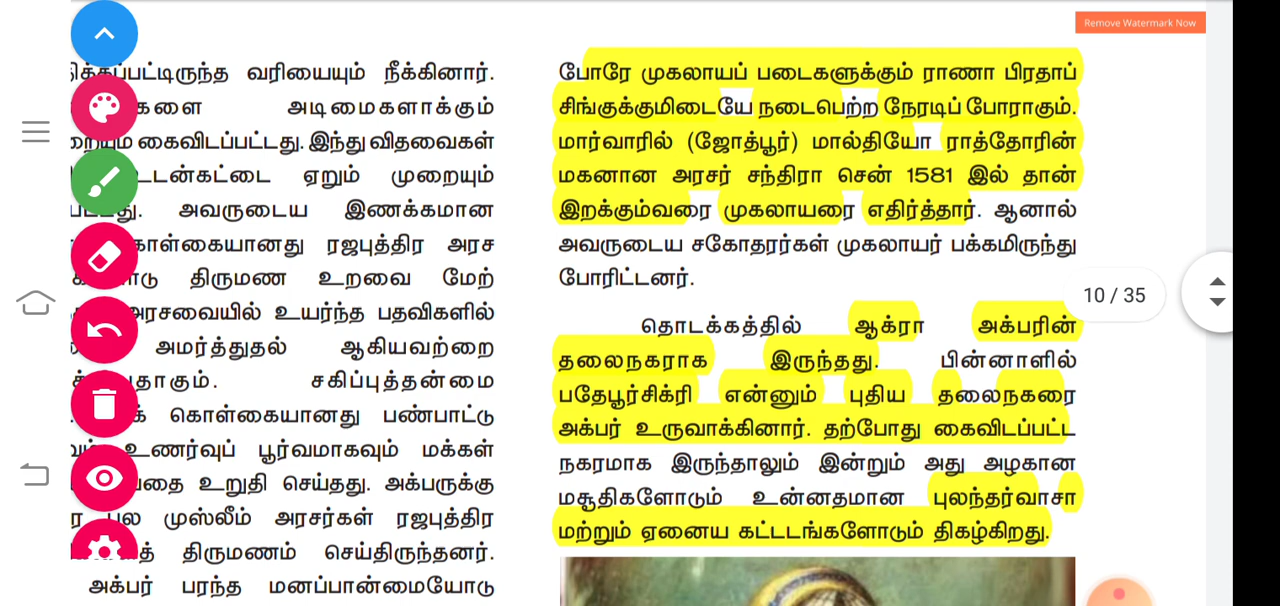 Remove Watermark Now
வரியையும் நீக்கினார்.
அடிமைகளாக்கும்
கைவிடப்பட்டது. இந்து விதவைகள்
உடன்கட்டை ஏறும் முறையும்
அவருடைய இணக்கமான
ரஜபுத்திர அரச
திருமண உறவை மேற்
அரசவையில் உயர்ந்த பதவிகளில்
அமர்த்துதல் ஆகியவற்றை
சகிப்புத்தன்மை
கொள்கையானது பண்பாட்டு
உணர்வுப் பூர்வமாகவும் மக்கள்
உறுதி செய்தது. அக்பருக்கு
முஸ்லீம் அரசர்கள் ரஜபுத்திர
திருமணம் செய்திருந்தனர்.
அக்பர் பரந்த மனப்பான்மையோடு
போரே முகலாயப் படைகளுக்கும் ராணா பிரதாப்
சிங்குக்குமிடையே நடைபெற்ற நேரடிப் போராகும்.
மார்வாரில் (ஜோத்பூர்) மால்தியோ ராத்தோரின்
மகனான அரசர் சந்திரா சென் 1581 இல் தான்
இறக்கும்வரை முகலாயரை எதிர்த்தார். ஆனால்
அவருடைய சகோதரர்கள் முகலாயர் பக்கமிருந்து
போரிட்டனர்.
தொடக்கத்தில் ஆக்ரா அக்பரின்
தலைநகராக இருந்தது. பின்னாளில்
பதேபூர்சிக்ரி என்னும் புதிய தலைநகரை
அக்பர் உருவாக்கினார். தற்போது கைவிடப்பட்ட
நகரமாக இருந்தாலும் இன்றும் அது அழகான
மசூதிகளோடும் உன்னதமான புலந்தர்வாசா
மற்றும் ஏனைய கட்டடங்களோடும் திகழ்கிறது.
10 / 35